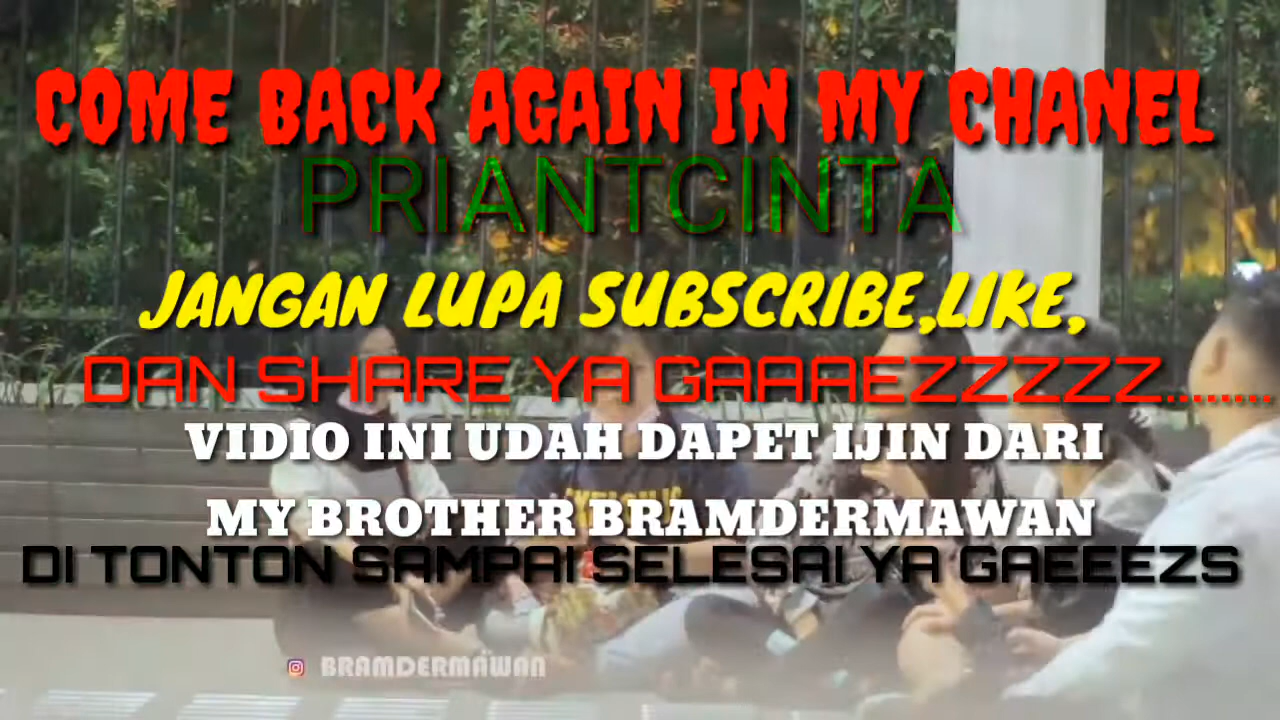 COME BACK AGAIN IN MY CHANEL
PRIANTCINTA
JANGAN LUPA SUBSCRIBE,LIKE,
DAN SHARE YA GAAAEZZZZZ.........
VIDIO INI UDAH DAPET IJIN DARI
MY BROTHER BRAMDERMAWAN
DI TONTON SAMPAI SELESAI YA GAEEEZS
BRAMDERMAWAN